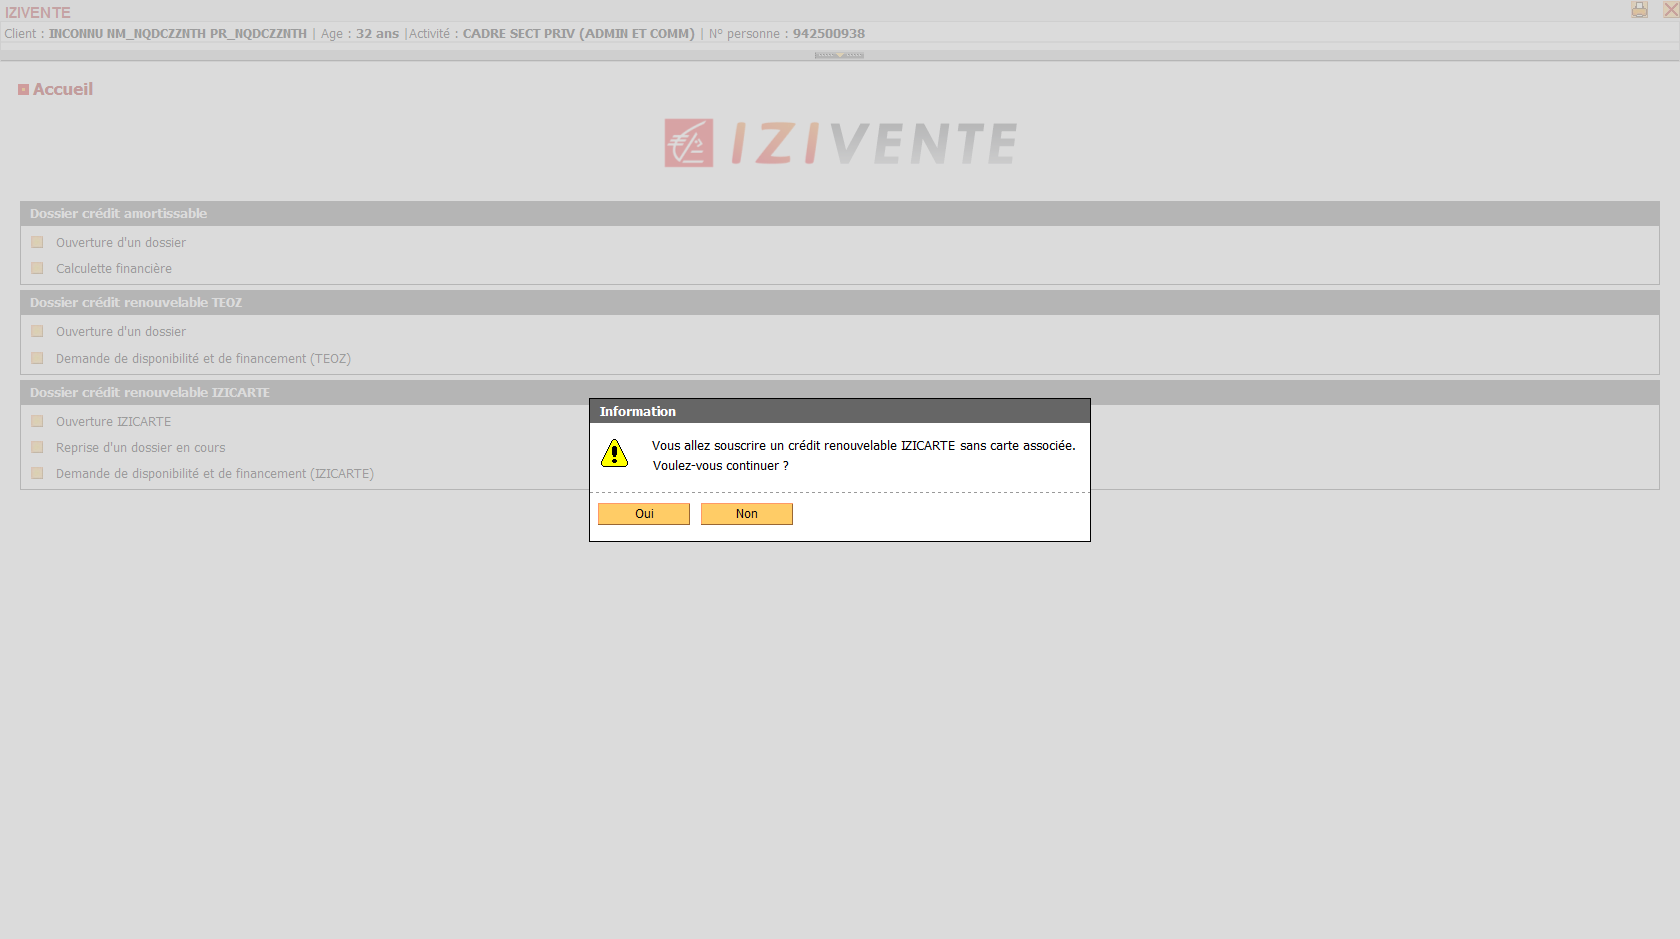 IZIVENTE
Client : INCONNU NM_NQDCZZNTH PR_NQDCZZNTH | Age : 32 ans |Activité : CADRE SECT PRIV (ADMIN ET COMM) | N° personne : 942500938
Accueil
IZIVENTE
Dossier crédit amortissable
Ouverture d'un dossier
Calculette financière
Dossier crédit renouvelable TEOZ
Ouverture d'un dossier
Demande de disponibilité et de financement (TEOZ)
Dossier crédit renouvelable IZICARTE
Ouverture IZICARTE
Reprise d'un dossier en cours
Demande de disponibilité et de financement (IZICARTE)
Information
Vous allez souscrire un crédit renouvelable IZICARTE sans carte associée.
Voulez-vous continuer ?
Oui Non